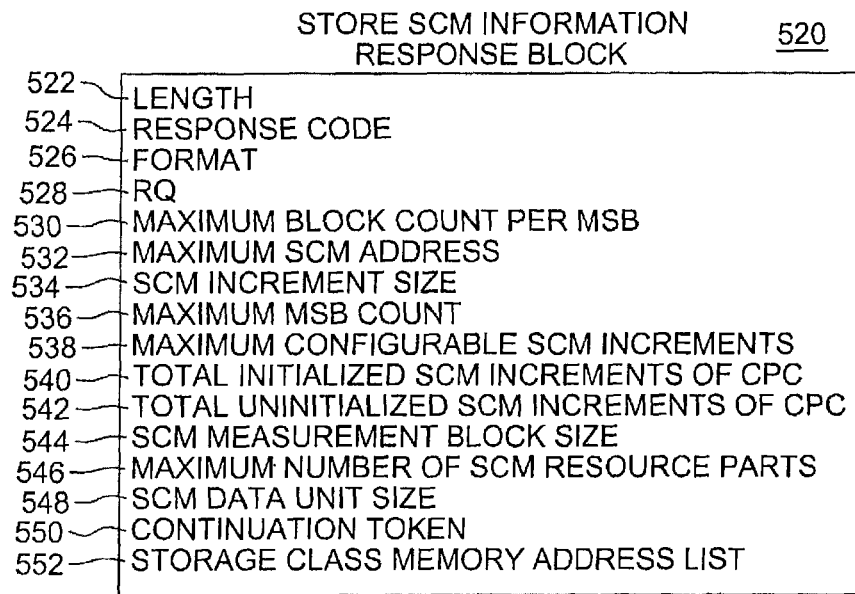 STORE SCM INFORMATION
RESPONSE BLOCK 520
522 LENGTH
524 RESPONSE CODE
526 FORMAT
528 RQ
530 MAXIMUM BLOCK COUNT PER MSB
532 MAXIMUM SCM ADDRESS
534 SCM INCREMENT SIZE
536 MAXIMUM MSB COUNT
538 MAXIMUM CONFIGURABLE SCM INCREMENTS
540 TOTAL INITIALIZED SCM INCREMENTS OF CPC
542 TOTAL UNINITIALIZED SCM INCREMENTS OF CPC
544 SCM MEASUREMENT BLOCK SIZE
546 MAXIMUM NUMBER OF SCM RESOURCE PARTS
548 SCM DATA UNIT SIZE
550 CONTINUATION TOKEN
552 STORAGE CLASS MEMORY ADDRESS LIST